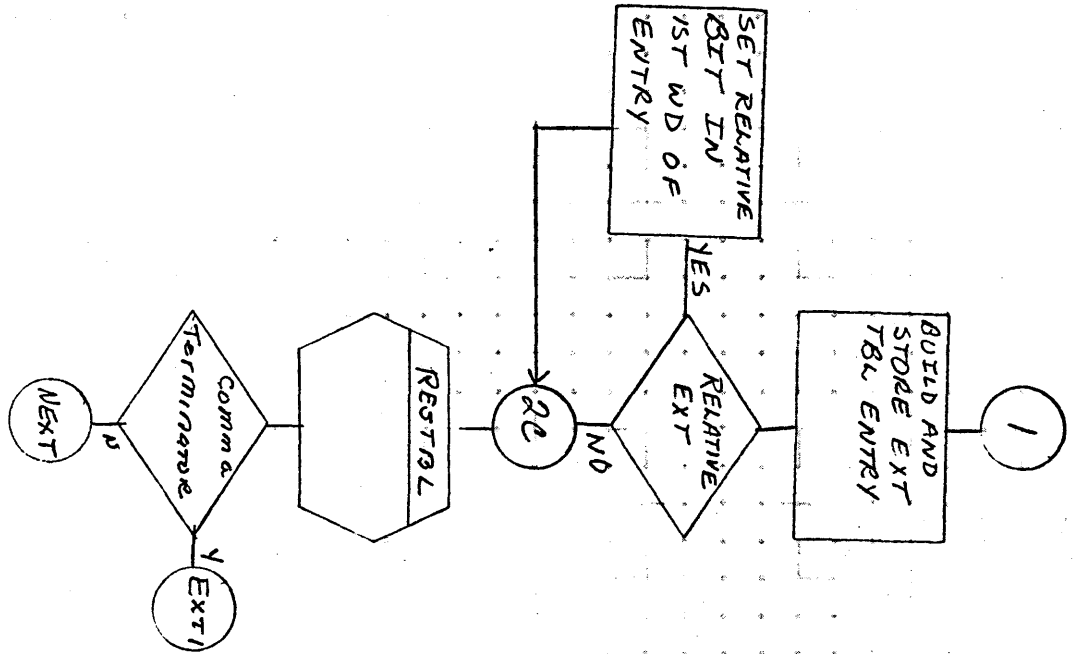 1
BUILD AND
STORE EXT
TBL ENTRY
RELATIVE
EXT
YES
SET RELATIVE
BIT IN
1ST WD OF
ENTRY
NO
2C
RESTBL
Comma
Terminator
Y
EXT1
N
NEXT